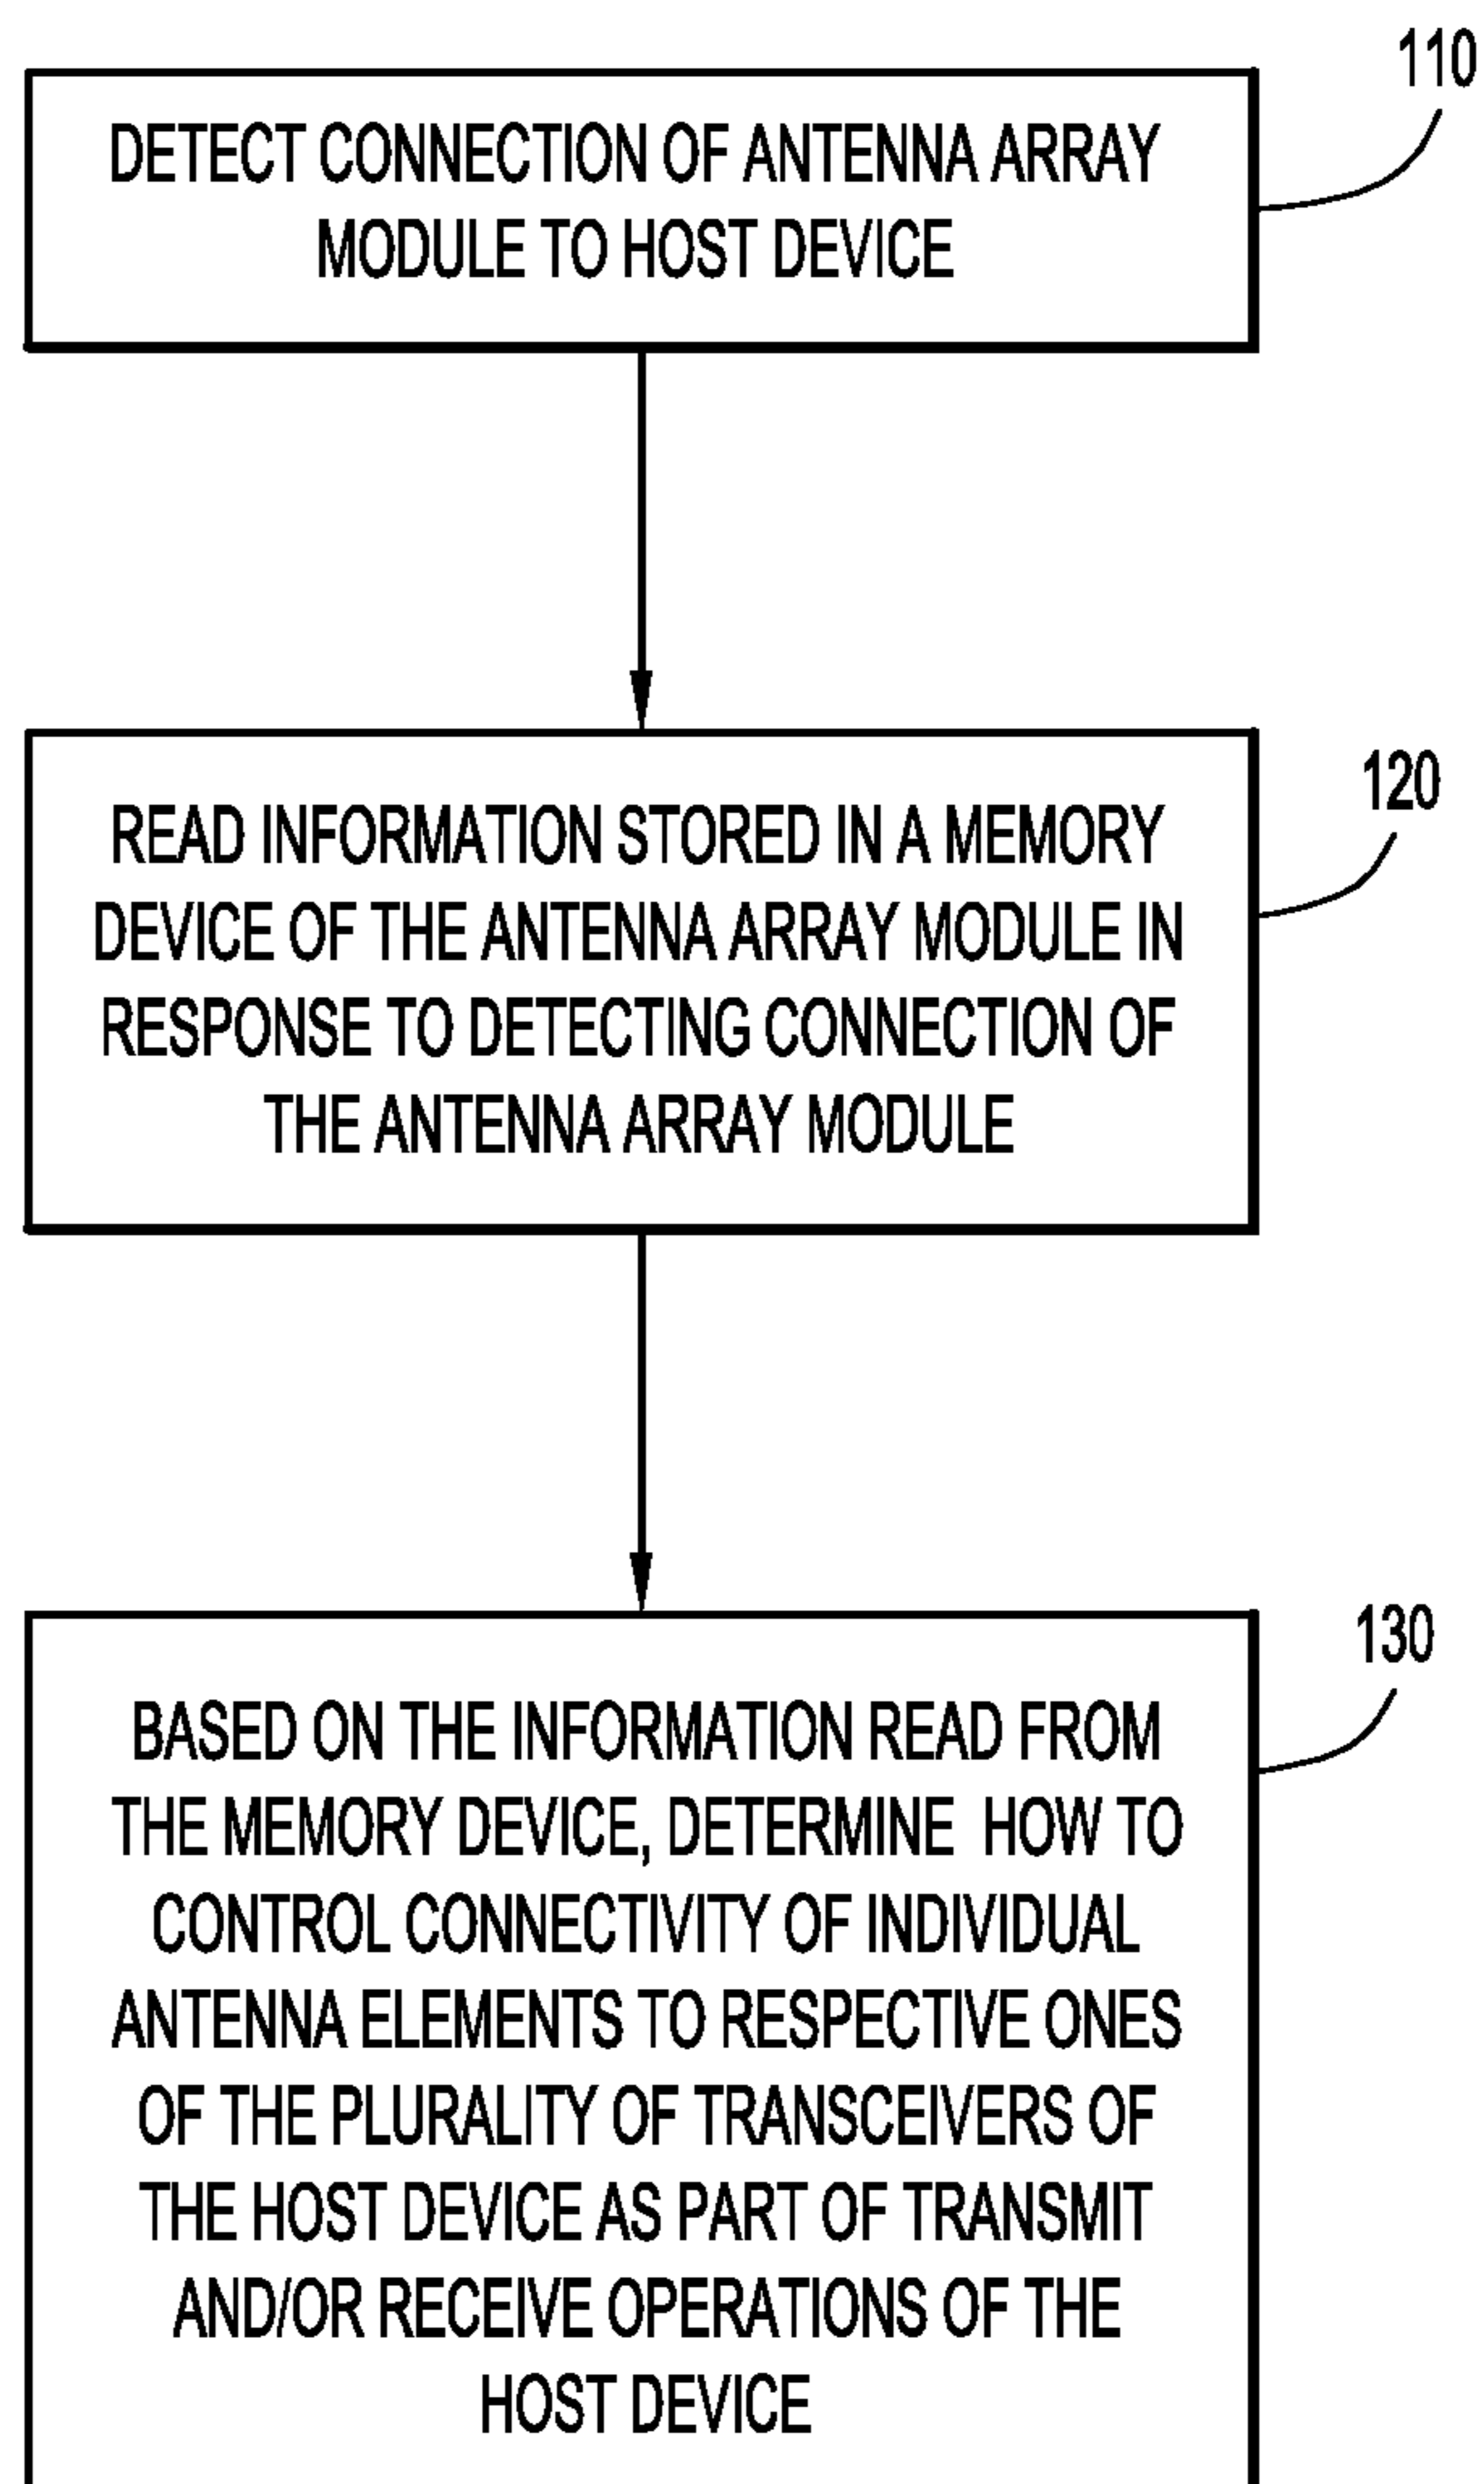 110
DETECT CONNECTION OF ANTENNA ARRAY
MODULE TO HOST DEVICE
120
READ INFORMATION STORED IN A MEMORY
DEVICE OF THE ANTENNA ARRAY MODULE IN
RESPONSE TO DETECTING CONNECTION OF
THE ANTENNA ARRAY MODULE
130
BASED ON THE INFORMATION READ FROM
THE MEMORY DEVICE, DETERMINE HOW TO
CONTROL CONNECTIVITY OF INDIVIDUAL
ANTENNA ELEMENTS TO RESPECTIVE ONES
OF THE PLURALITY OF TRANSCEIVERS OF
THE HOST DEVICE AS PART OF TRANSMIT
AND/OR RECEIVE OPERATIONS OF THE
HOST DEVICE